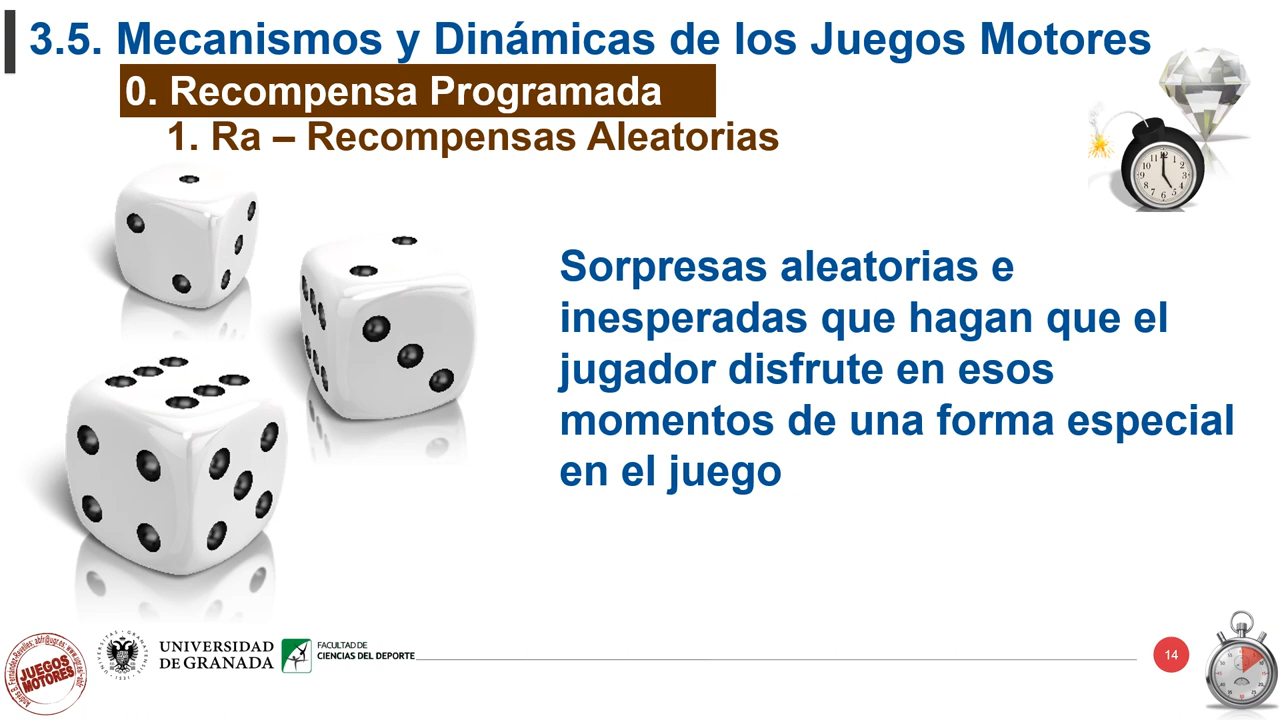 3.5. Mecanismos y Dinámicas de los Juegos Motores
0. Recompensa Programada
1. Ra – Recompensas Aleatorias
Sorpresas aleatorias e
inesperadas que hagan que el
jugador disfrute en esos
momentos de una forma especial
en el juego
JUEGOS
MOTORES
UNIVERSIDAD
DE GRANADA
FACULTAD DE
CIENCIAS DEL DEPORTE
14